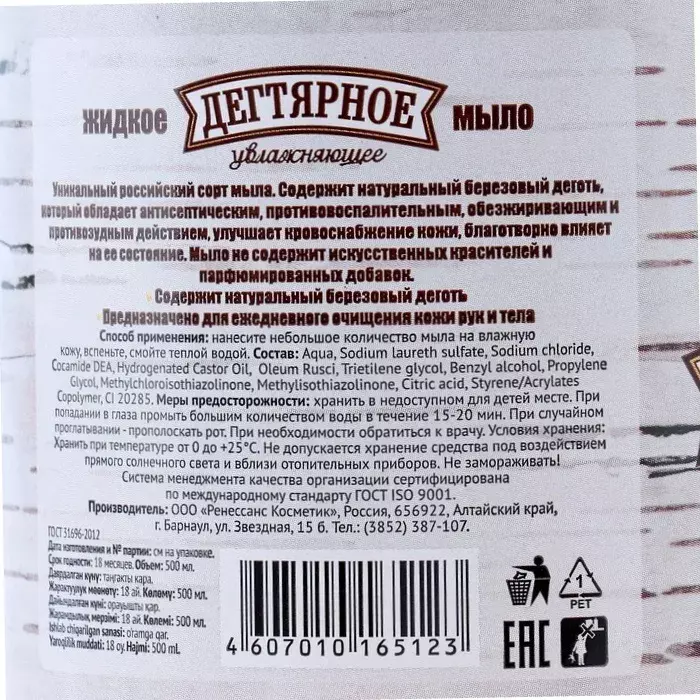 жидкое ДЕГТЯРНОЕ мыло
увлажняющее
Уникальный российский сорт мыла. Содержит натуральный березовый деготь,
который обладает антисептическим, противовоспалительным, обезжиривающим и
противозудным действием, улучшает кровоснабжение кожи, благотворно влияет
на ее состояние. Мыло не содержит искусственных красителей и
парфюмированных добавок.
Содержит натуральный березовый деготь
Предназначено для ежедневного очищения кожи рук и тела
Способ применения: нанесите небольшое количество мыла на влажную
кожу, вспеньте, смойте теплой водой. Состав: Aqua, Sodium laureth sulfate, Sodium chloride,
Cocamide DEA, Hydrogenated Castor Oil, Oleum Rusci, Trietilene glycol, Benzyl alcohol, Propylene
Glycol, Methylchloroisothiazolinone, Methylisothiazolinone, Citric acid, Styrene/Acrylates
Copolymer, CI 20285. Меры предосторожности: хранить в недоступном для детей месте. При
попадании в глаза промыть большим количеством воды в течение 15-20 мин. При случайном
проглатывании - прополоскать рот. При необходимости обратиться к врачу. Условия хранения:
Хранить при температуре от 0 до +25°С. Не допускается хранение средства под воздействием
прямого солнечного света и вблизи отопительных приборов. Не замораживать!
Система менеджмента качества организации сертифицирована
по международному стандарту ГОСТ ISO 9001.
Производитель: ООО «Ренессанс Косметик», Россия, 656922, Алтайский край,
г. Барнаул, ул. Звездная, 15 б. Тел.: (3852) 387-107.
ГОСТ 31696-2012
Дата изготовления и № партии: см на упаковке.
Срок годности: 18 месяцев. Объем: 500 мл.
Даярдалган күнү: таңгакты кара.
Жарактуулук мөөнөтү: 18 ай. Көлөмү: 500 мл.
Дайындалған күні: орауышты қар.
Жарамдылық мерзімі: 18 ай. Көлемі: 500 мл.
Ishlab chiqarilgan sanasi: o'ramga qar.
Yaroqlilik muddati: 18 oy. Hajmi: 500 ml.
4 607010 165123
1
PET
EAC